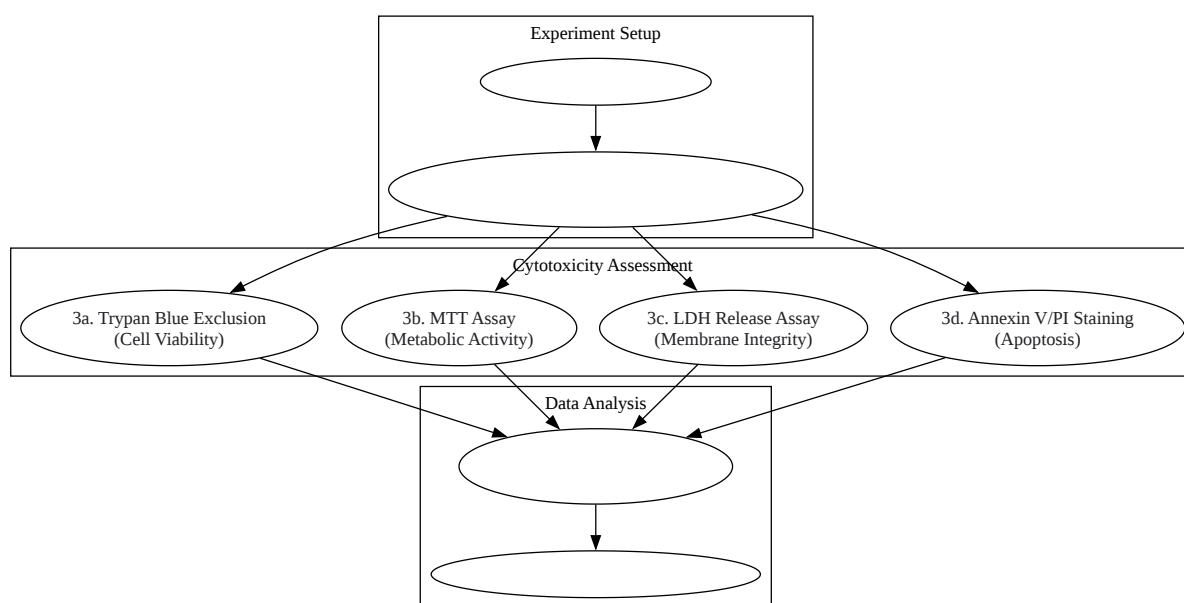 Experiment Setup
Cytotoxicity Assessment
3a. Trypan Blue Exclusion
(Cell Viability)
3b. MTT Assay
(Metabolic Activity)
3c. LDH Release Assay
(Membrane Integrity)
3d. Annexin V/PI Staining
(Apoptosis)
Data Analysis